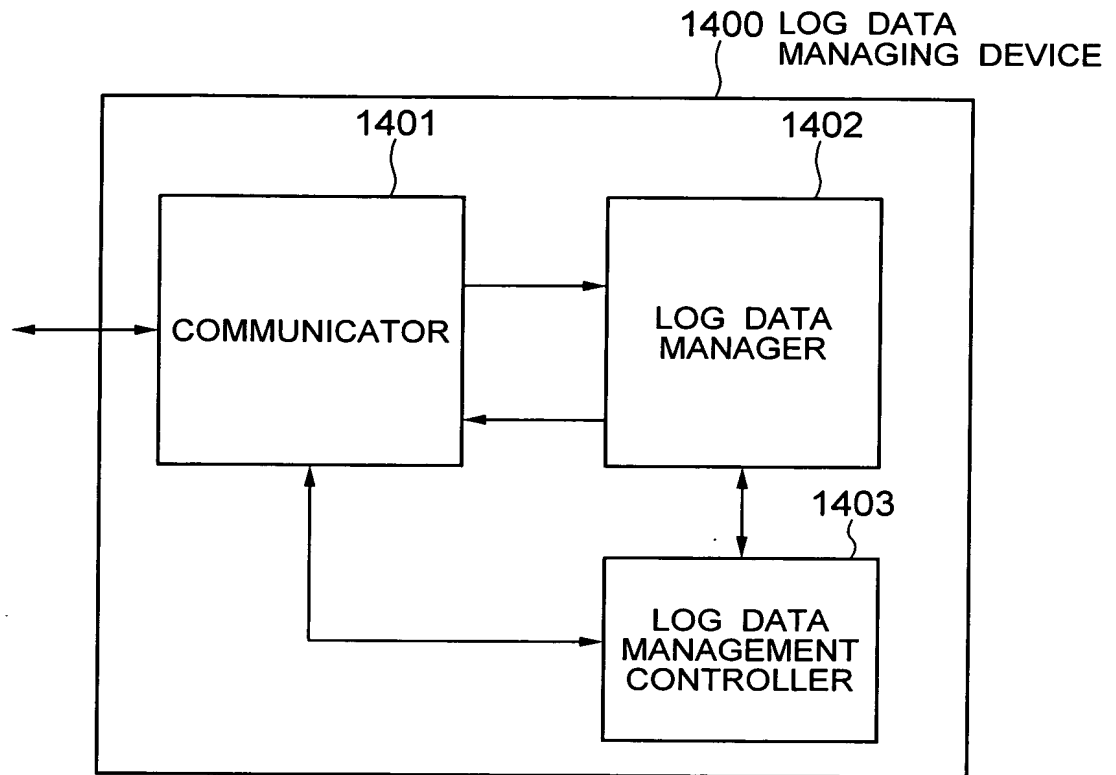 1400 LOG DATA
MANAGING DEVICE
1401
1402
COMMUNICATOR
LOG DATA
MANAGER
1403
LOG DATA
MANAGEMENT
CONTROLLER